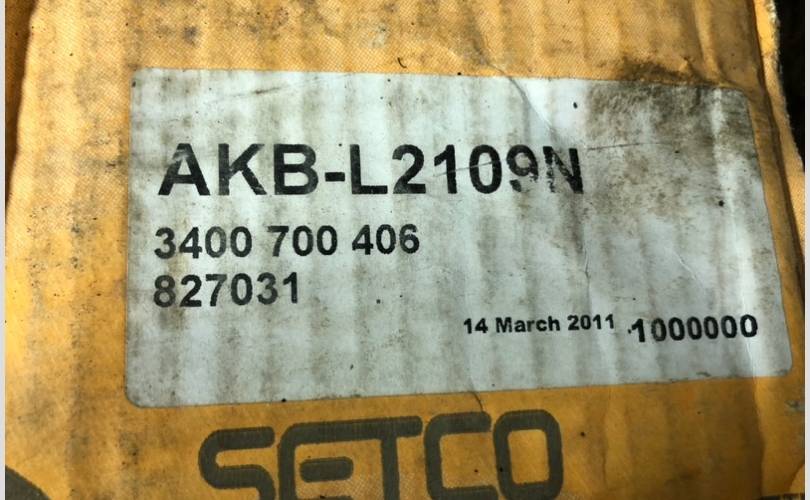 AKB-L2109N
3400 700 406
827031
14 March 2011 1000000
SETCO